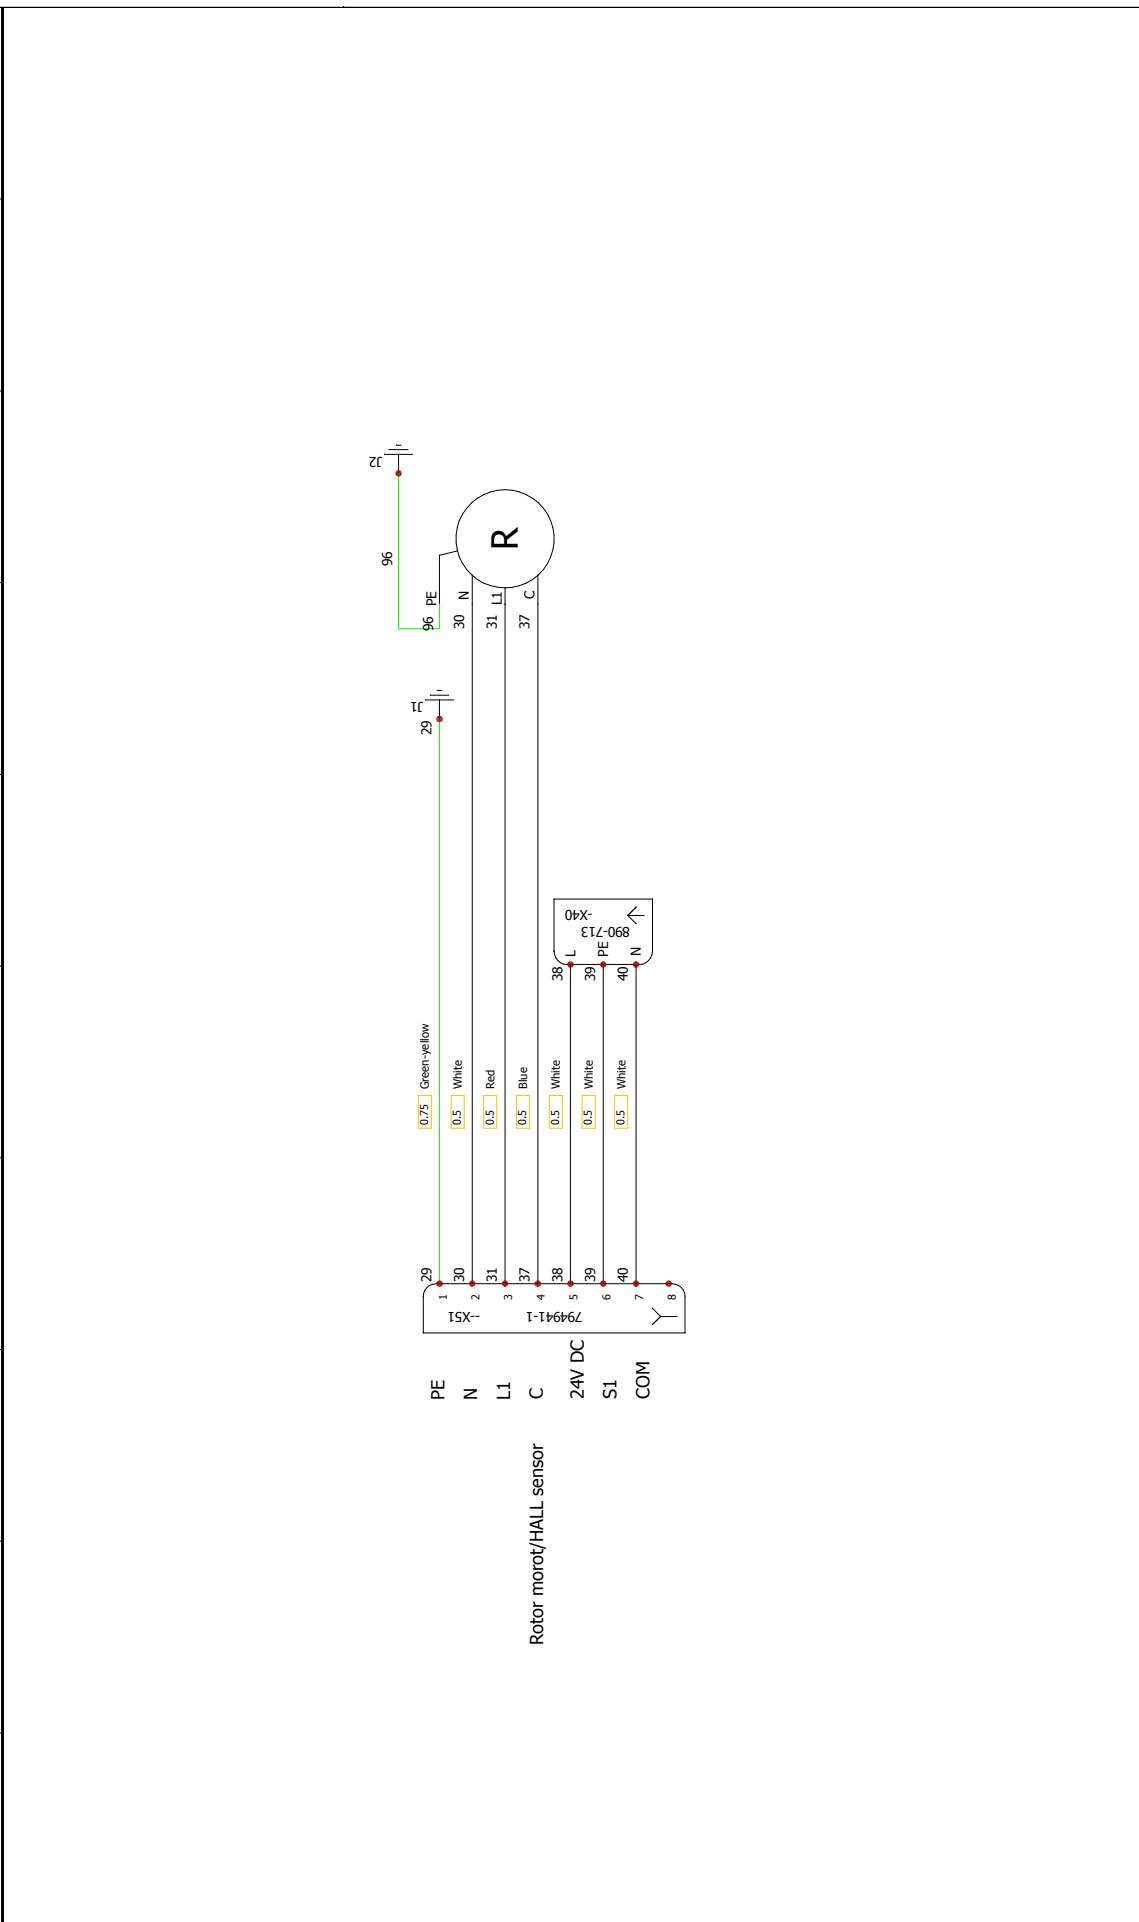 Rotor morot/HALL sensor
PE
N
L1
C
24V DC
S1
COM
--X51
794941-1
1
2
3
4
5
6
7
8
29
30
31
37
38
39
40
0.75 Green-yellow
0.5 White
0.5 Red
0.5 Blue
0.5 White
0.5 White
0.5 White
38
39
40
L
PE
N
890-713
-X40
29
J1
96
30
31
37
PE
N
L1
C
R
96
J2